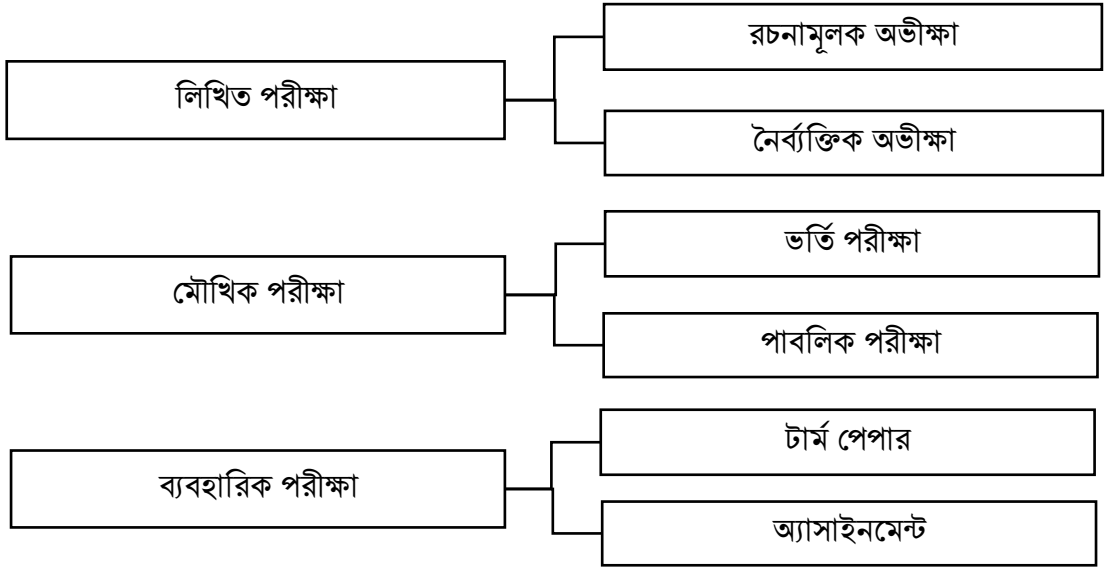 লিখিত পরীক্ষা
রচনামূলক অভীক্ষা
নৈর্ব্যক্তিক অভীক্ষা
মৌখিক পরীক্ষা
ভর্তি পরীক্ষা
পাবলিক পরীক্ষা
ব্যবহারিক পরীক্ষা
টার্ম পেপার
অ্যাসাইনমেন্ট